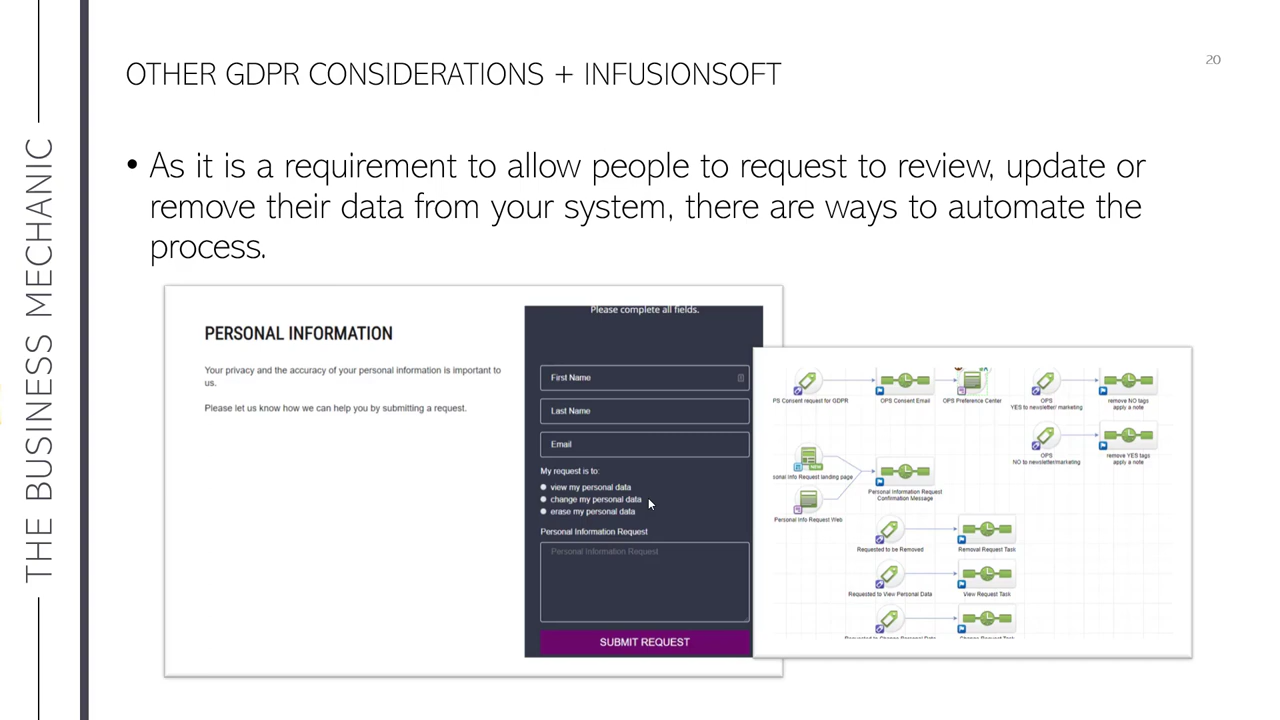 THE BUSINESS MECHANIC
OTHER GDPR CONSIDERATIONS + INFUSIONSOFT
20
• As it is a requirement to allow people to request to review, update or
remove their data from your system, there are ways to automate the
process.
PERSONAL INFORMATION
Your privacy and the accuracy of your personal information is important to
us.
Please let us know how we can help you by submitting a request.
Please complete all fields.
First Name
Last Name
Email
My request is to:
view my personal data
change my personal data
erase my personal data
Personal Information Request
Personal Information Request
SUBMIT REQUEST
PS Consent request for GDPR
OPS Consent Email
OPS Preference Center
OPS
YES to newsletter/ marketing
remove NO tags
apply a note
OPS
NO to newsletter/marketing
remove YES tags
apply a note
sonal Info Request landing page
Personal Information Request
Confirmation Message
Personal Info Request Web
Requested to be Removed
Removal Request Task
Requested to View Personal Data
View Request Task
Requested to Change Personal Data
Change Request Task